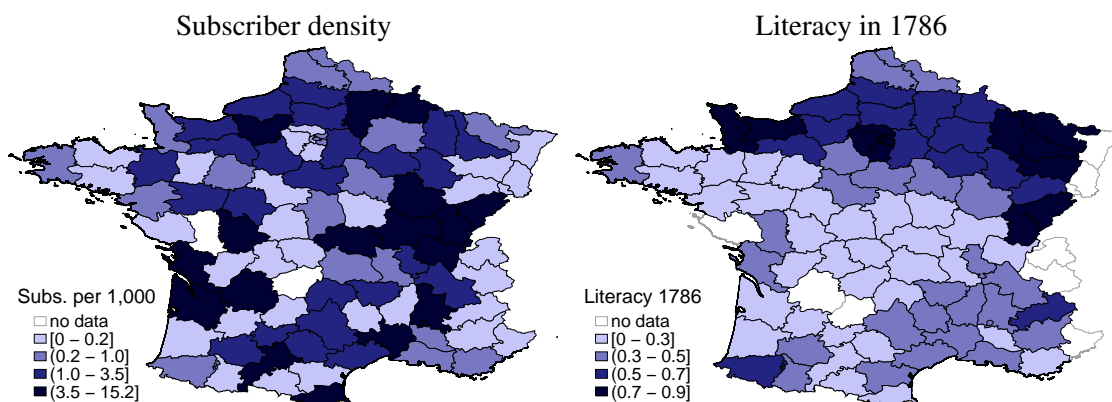 Subscriber density
Subs. per 1,000
no data
[0 – 0.2]
(0.2 – 1.0]
(1.0 – 3.5]
(3.5 – 15.2]
Literacy in 1786
Literacy 1786
no data
[0 – 0.3]
(0.3 – 0.5]
(0.5 – 0.7]
(0.7 – 0.9]